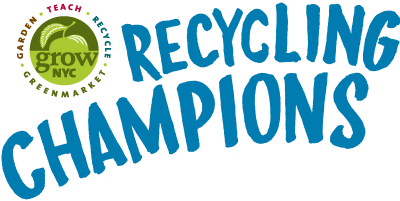 GARDEN · TEACH · RECYCLE · GREENMARKET ·
grow
NYC
RECYCLING
CHAMPIONS